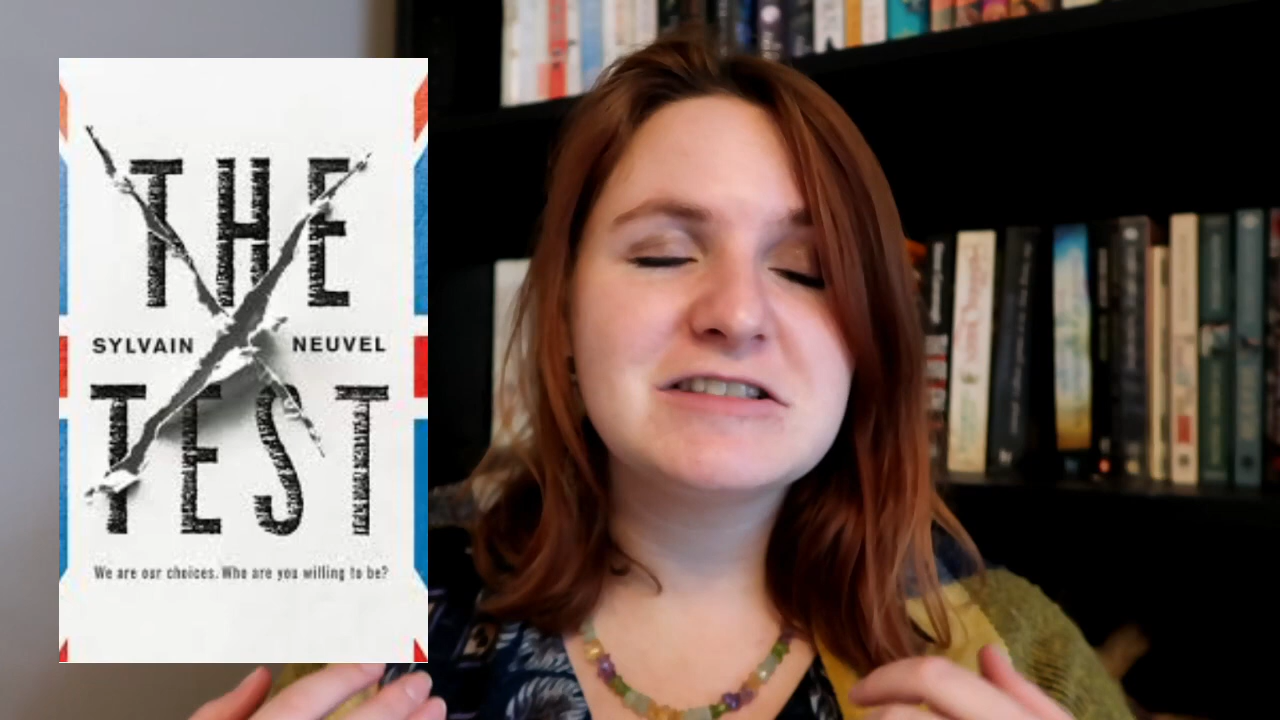 THE
SYLVAIN NEUVEL
TEST
We are our choices. Who are you willing to be?